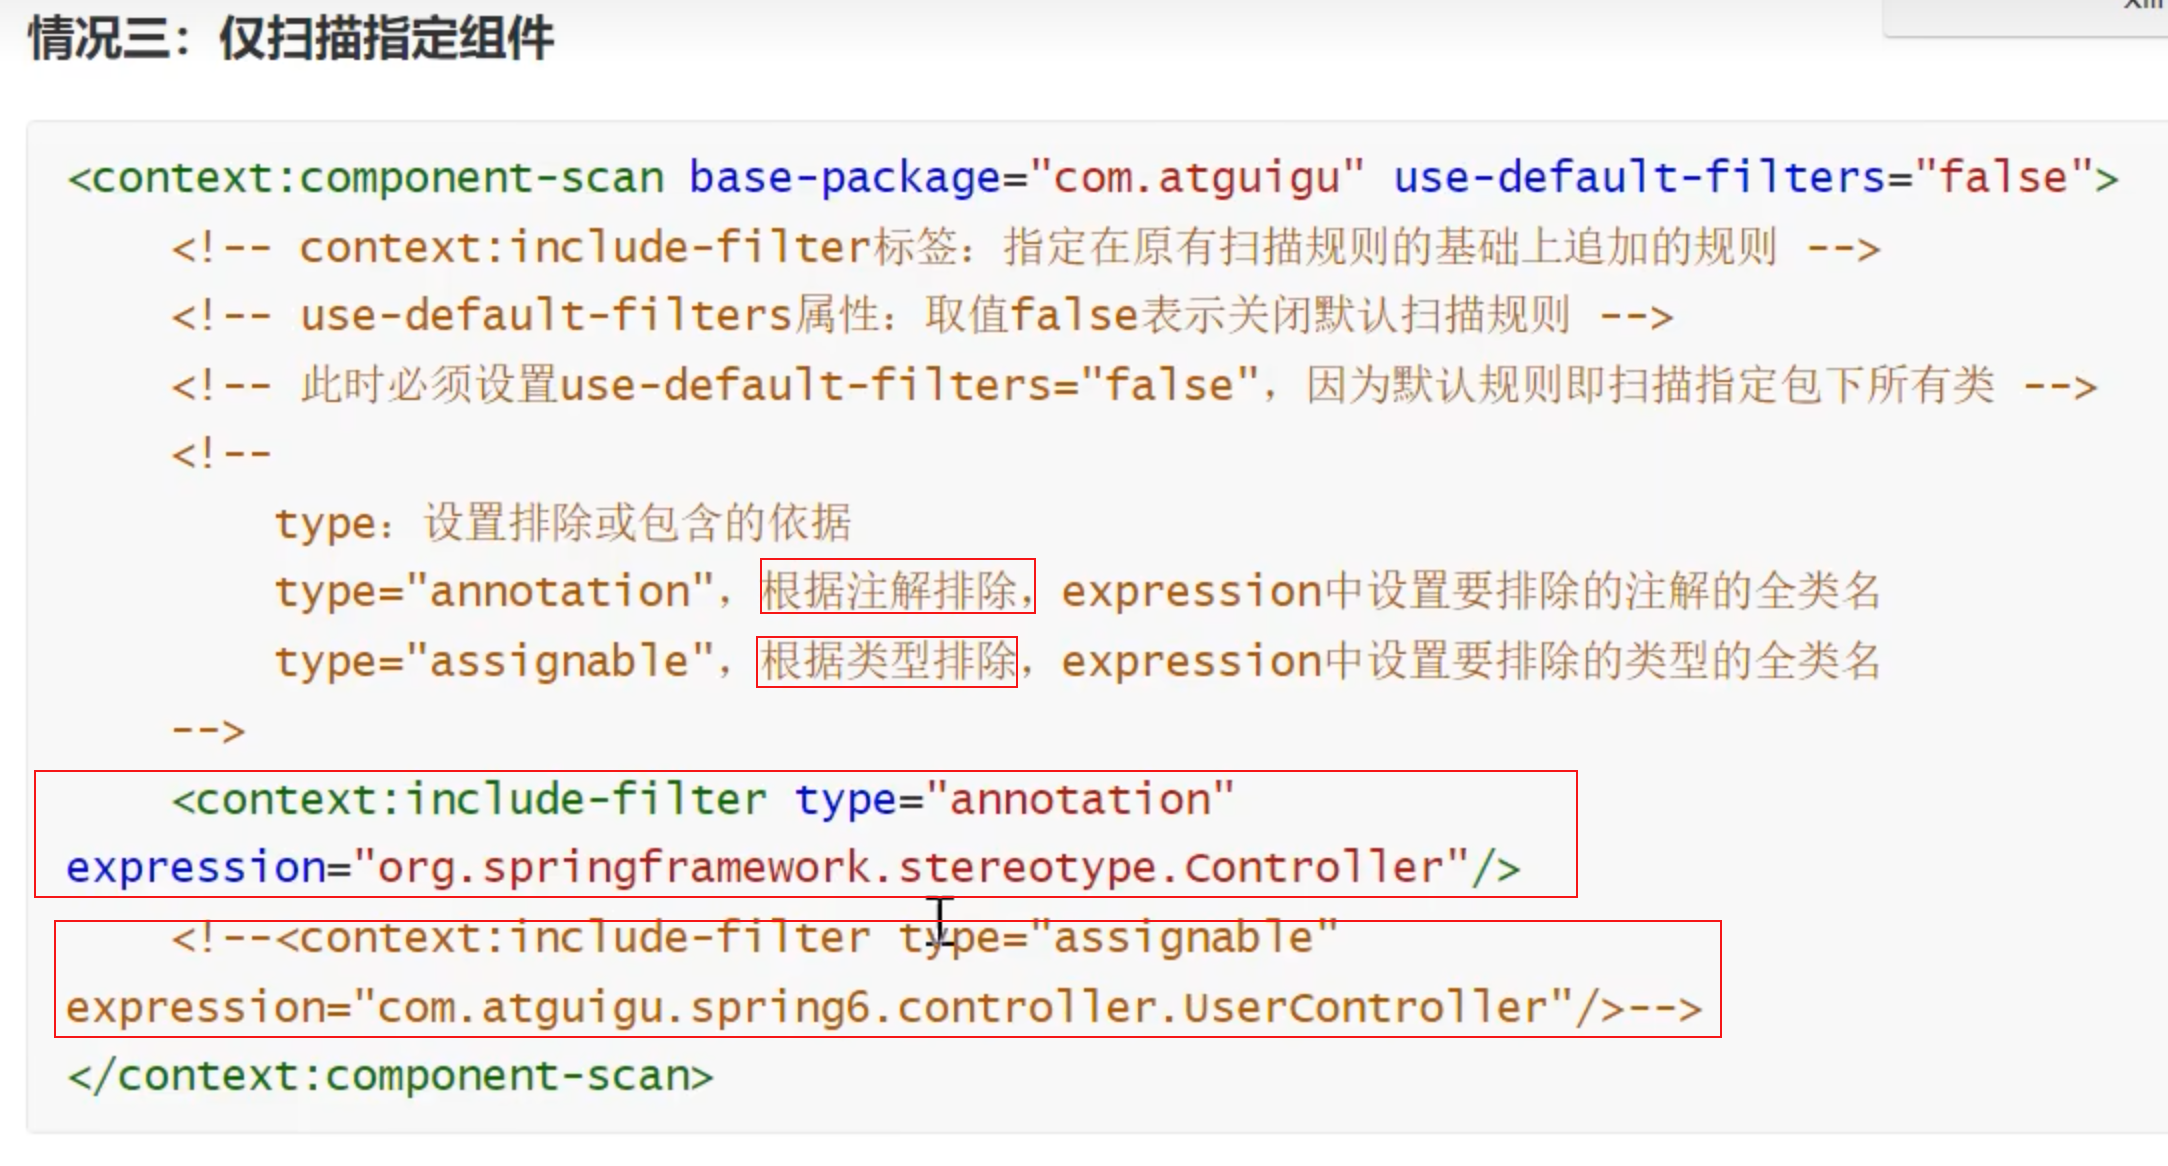 情况三：仅扫描指定组件
<context:component-scan base-package="com.atguigu" use-default-filters="false">
<!-- context:include-filter标签：指定在原有扫描规则的基础上追加的规则 -->
<!-- use-default-filters属性：取值false表示关闭默认扫描规则 -->
<!-- 此时必须设置use-default-filters="false"，因为默认规则即扫描指定包下所有类 -->
<!--
type：设置排除或包含的依据
type="annotation"，根据注解排除，expression中设置要排除的注解的全类名
type="assignable"，根据类型排除，expression中设置要排除的类型的全类名
-->
<context:include-filter type="annotation"
expression="org.springframework.stereotype.Controller"/>
<!--<context:include-filter type="assignable"
expression="com.atguigu.spring6.controller.UserController"/>-->
</context:component-scan>